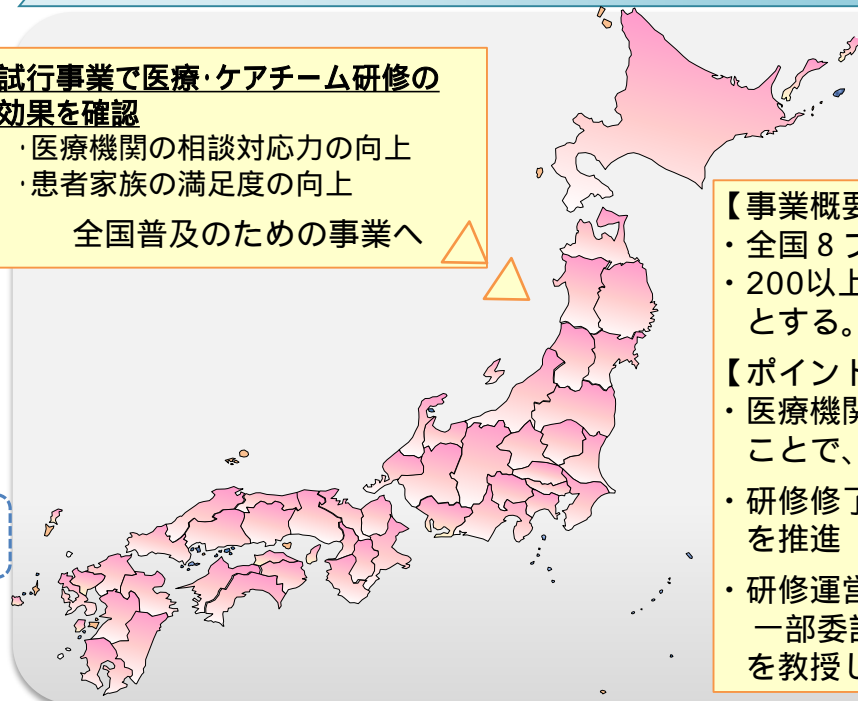 試行事業で医療・ケアチーム研修の
効果を確認
・医療機関の相談対応力の向上
・患者家族の満足度の向上
全国普及のための事業へ
【事業概要
・全国８ブ
・200以上
とする。
【ポイント
・医療機関
ことで、
・研修修了
を推進
・研修運営
一部委託
を教授し